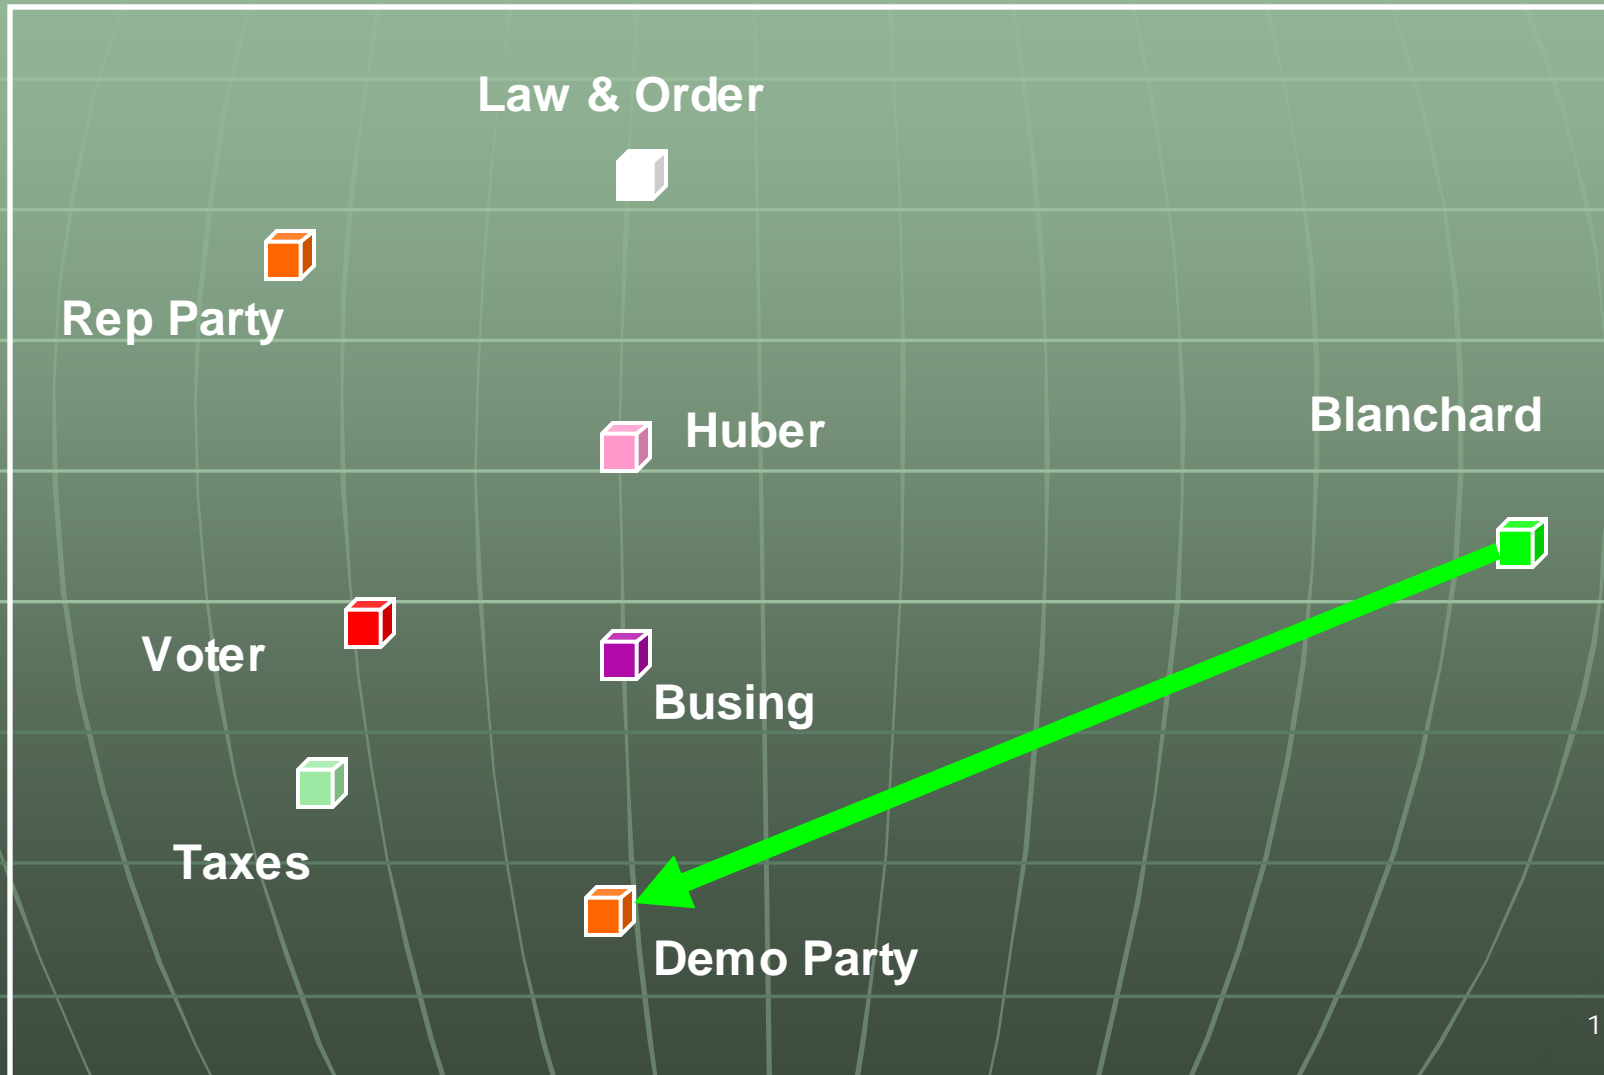 Law & Order
Rep Party
Huber
Blanchard
Voter
Busing
Taxes
Demo Party
1